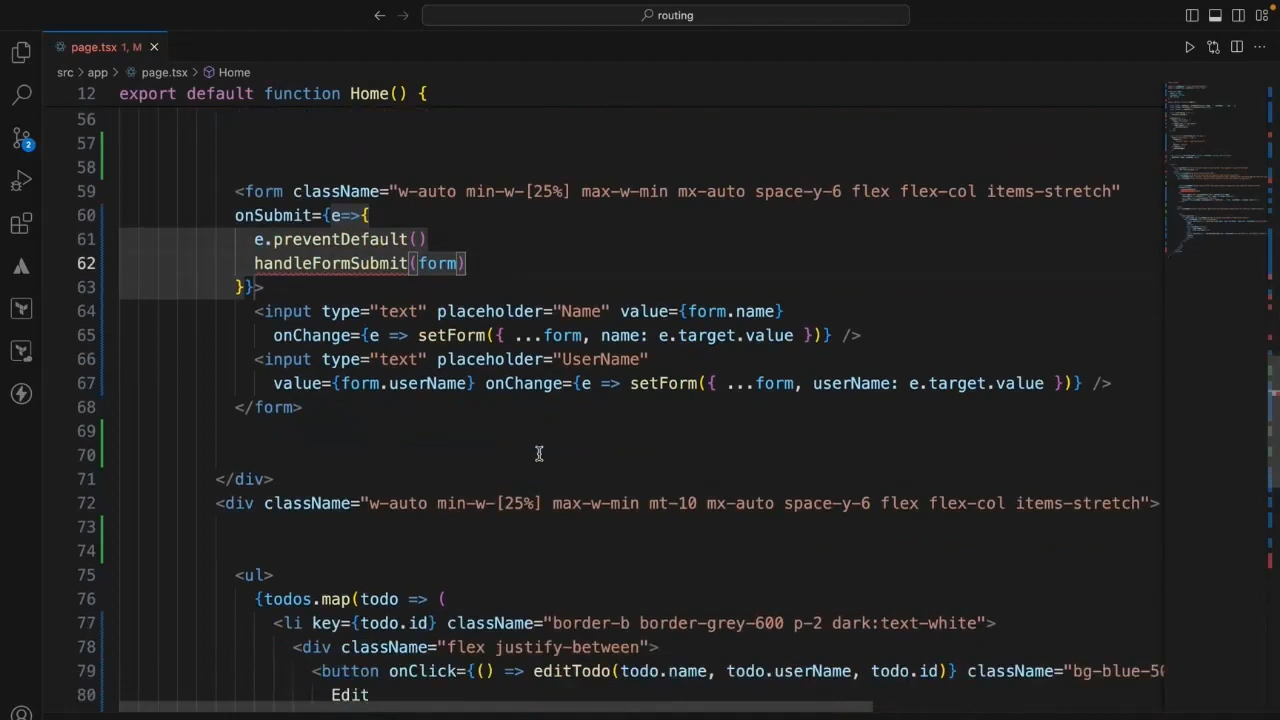 routing
page.tsx 1, M
src > app > page.tsx > Home
12 export default function Home() {
56
57
58
59 <form className="w-auto min-w-[25%] max-w-min mx-auto space-y-6 flex flex-col items-stretch"
60 onSubmit={e=>{
61 e.preventDefault()
62 handleFormSubmit(form)
63 }}>
64 <input type="text" placeholder="Name" value={form.name}
65 onChange={e => setForm({ ...form, name: e.target.value })} />
66 <input type="text" placeholder="UserName"
67 value={form.userName} onChange={e => setForm({ ...form, userName: e.target.value })} />
68 </form>
69
70
71 </div>
72 <div className="w-auto min-w-[25%] max-w-min mt-10 mx-auto space-y-6 flex flex-col items-stretch">
73
74
75 <ul>
76 {todos.map(todo => (
77 <li key={todo.id} className="border-b border-grey-600 p-2 dark:text-white">
78 <div className="flex justify-between">
79 <button onClick={() => editTodo(todo.name, todo.userName, todo.id)} className="bg-blue-50
80 Edit
2